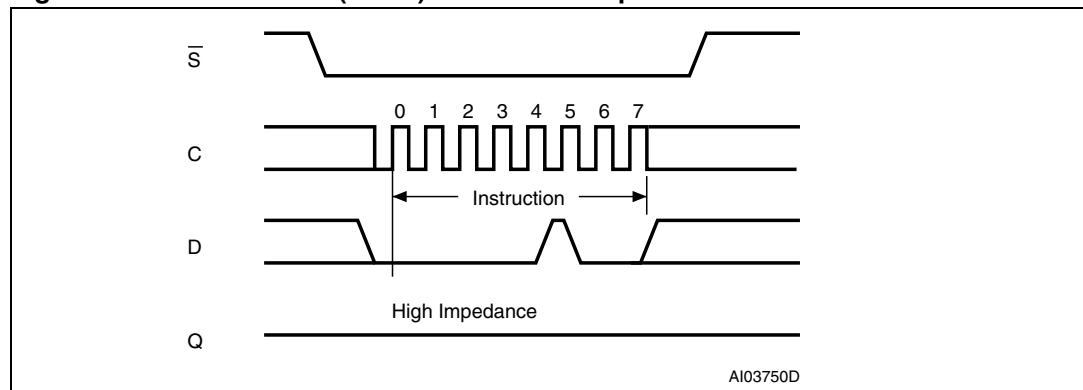 S̅
0 1 2 3 4 5 6 7
C
Instruction
D
High Impedance
Q
AI03750D